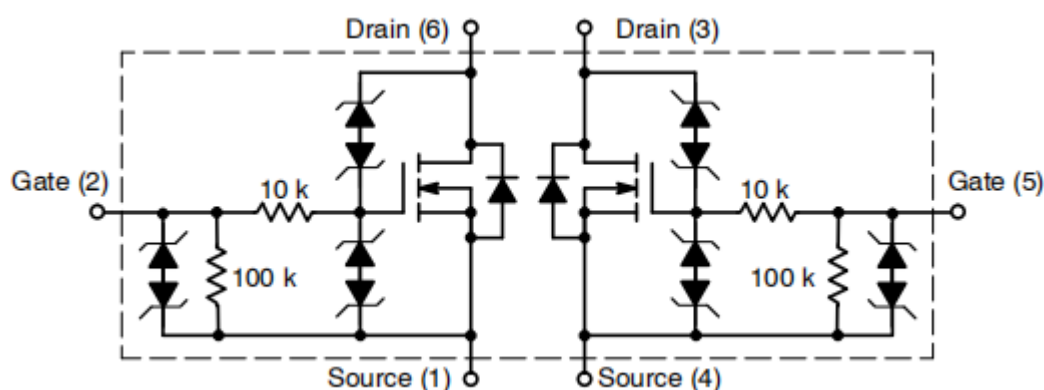 Drain (6)
Drain (3)
Gate (2)
10 k
10 k
Gate (5)
100 k
100 k
Source (1)
Source (4)